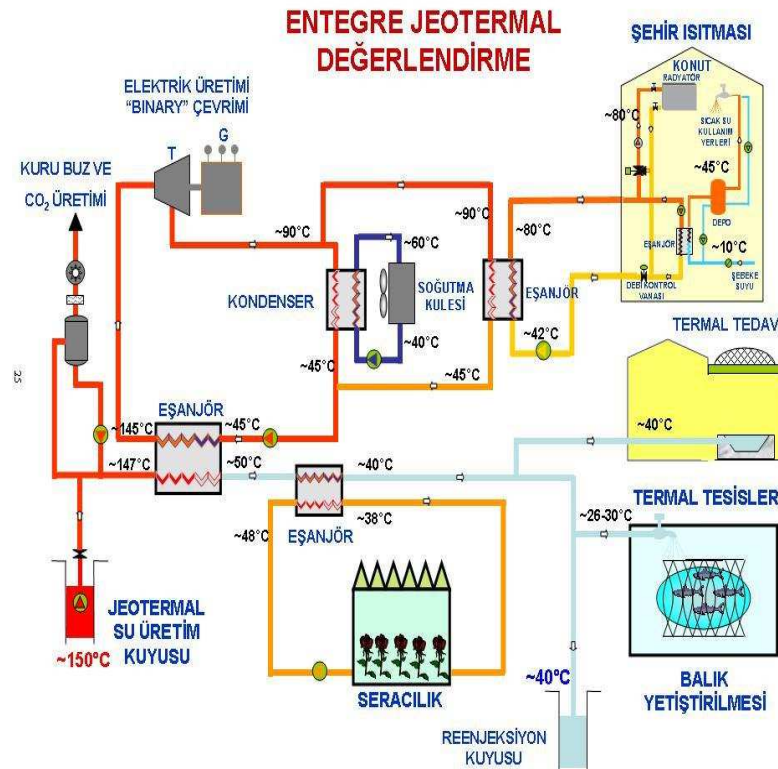 ENTEGRE JEOTERMAL
DEĞERLENDİRME
ŞEHİR ISITMASI
KONUT
RADYATÖR
~80°C
SICAK SU
KULLANIM
YERLERİ
~45°C
DEPO
EŞANJÖR
~10°C
ŞEBEKE
SUYU
DEBİ KONTROL
VANASI
ELEKTRİK ÜRETİMİ
"BINARY" ÇEVRİMİ
T
G
KURU BUZ VE
CO2 ÜRETİMİ
~90°C
~60°C
KONDENSER
SOĞUTMA
KULESİ
~40°C
~45°C
~90°C
~80°C
EŞANJÖR
~42°C
~45°C
TERMAL TEDAV
~40°C
TERMAL TESİSLER
25
EŞANJÖR
~145°C
~45°C
~147°C
~50°C
~40°C
~38°C
~48°C
EŞANJÖR
~26-30°C
JEOTERMAL
SU ÜRETİM
KUYUSU
~150°C
SERACILIK
~40°C
REENJEKSİYON
KUYUSU
BALIK
YETİŞTİRİLMESİ